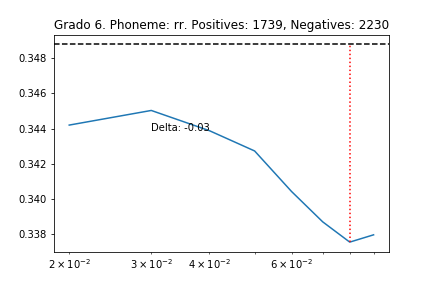 Grado 6. Phoneme: rr. Positives: 1739, Negatives: 2230
0.348
0.346
0.344
0.342
0.340
0.338
Delta: -0.03
2 × 10⁻² 3 × 10⁻² 4 × 10⁻² 6 × 10⁻²